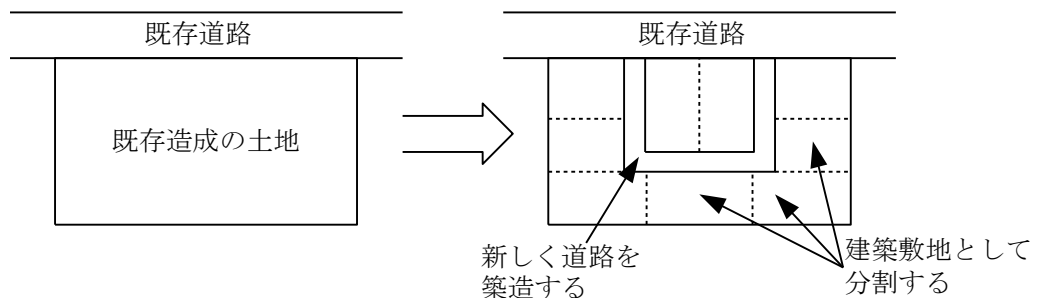 既存道路
既存道路
既存造成の土地
新しく道路を
築造する
建築敷地として
分割する